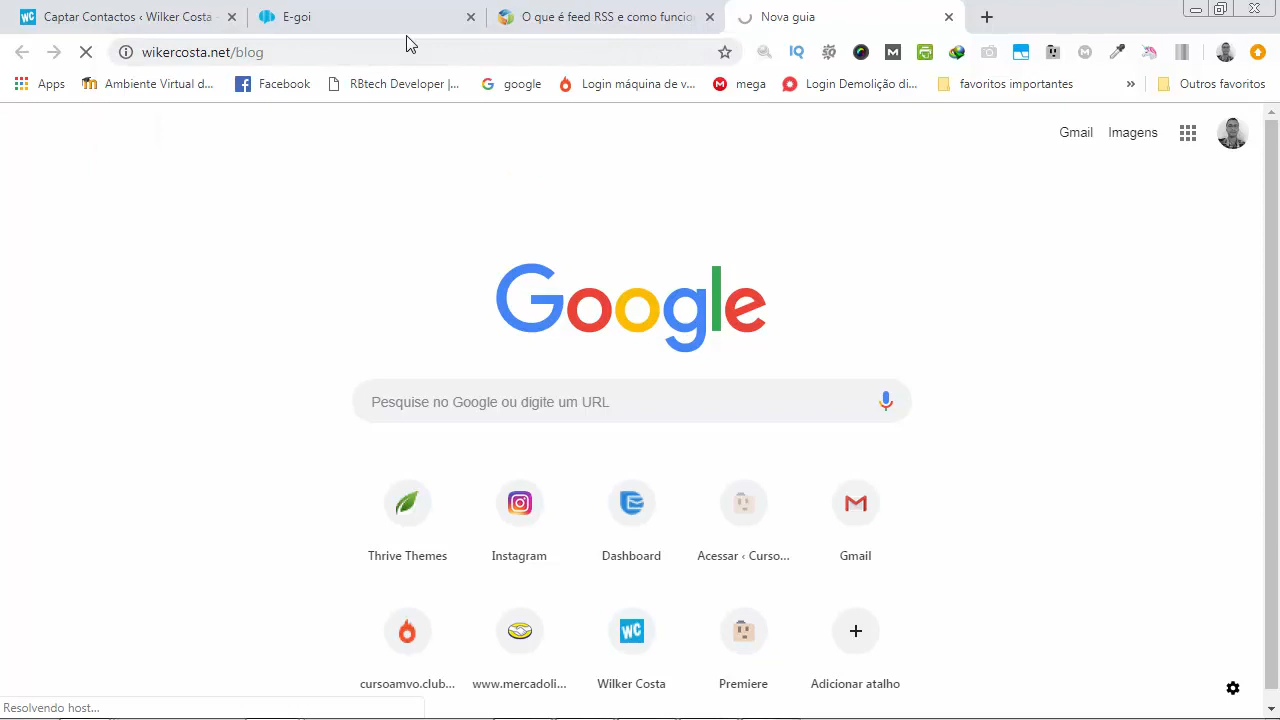 Captar Contactos ‹ Wilker Costa -
E-goi
O que é feed RSS e como funcio
Nova guia
wikercosta.net/blog
IQ
Apps
Ambiente Virtual d...
Facebook
RBtech Developer |...
google
Login máquina de v...
mega
Login Demolição di...
favoritos importantes
»
Outros favoritos
Gmail
Imagens
Google
Pesquise no Google ou digite um URL
Thrive Themes
Instagram
Dashboard
Acessar ‹ Curso...
Gmail
WC
cursoamvo.club...
www.mercadoli...
Wilker Costa
Premiere
Adicionar atalho
Resolvendo host...